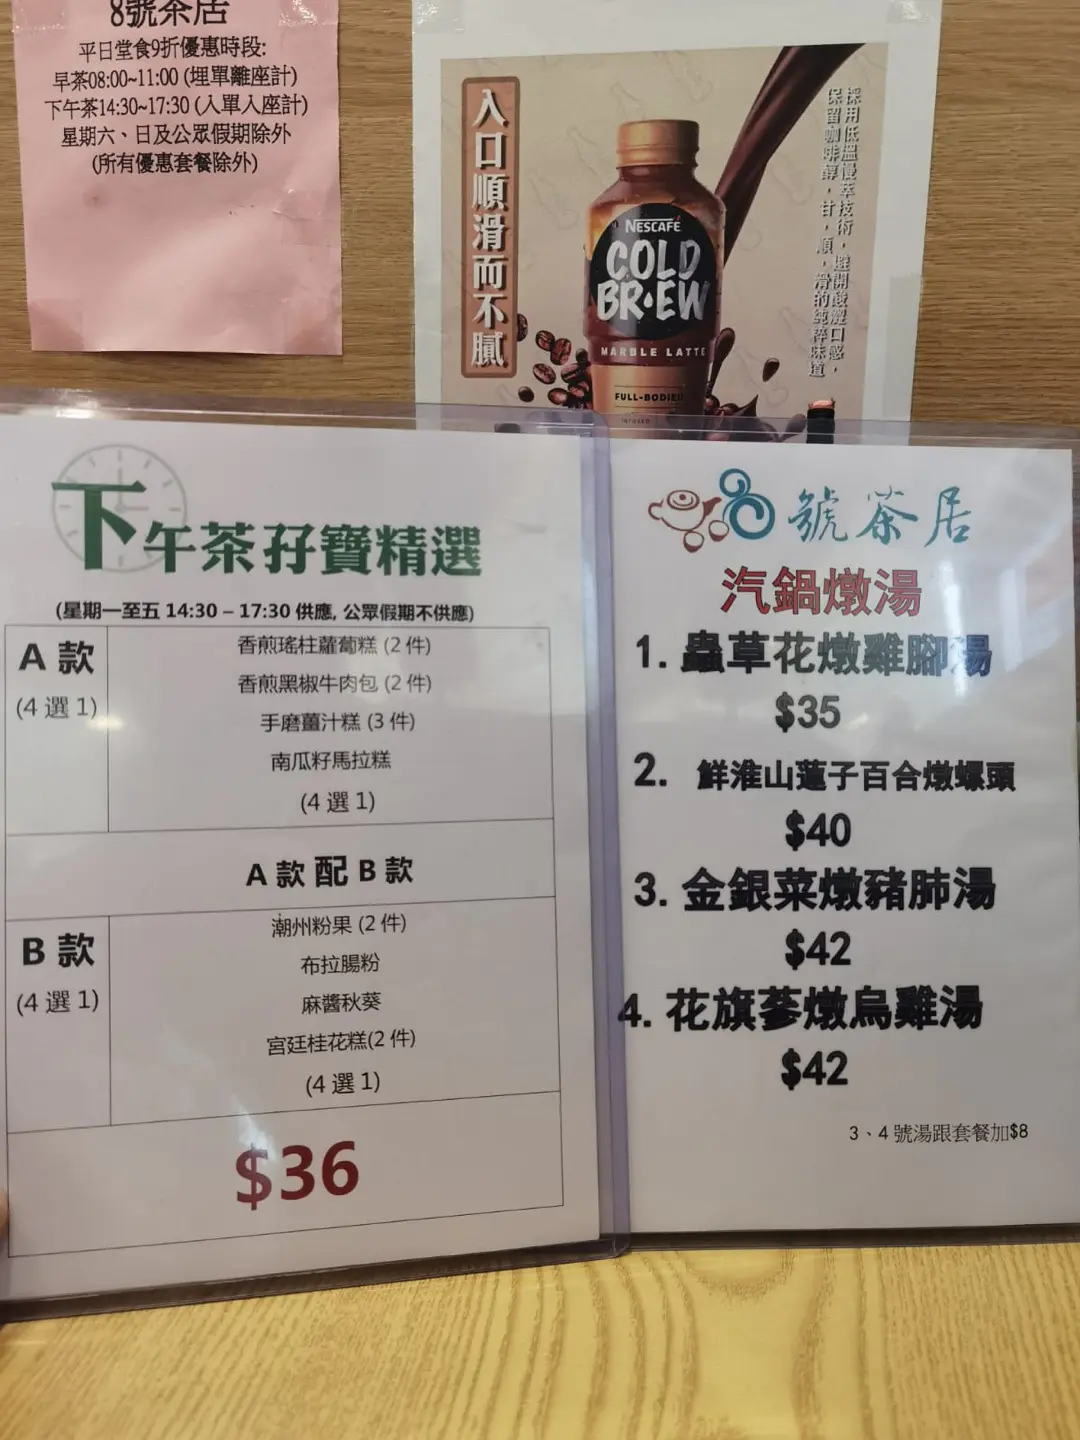 8號茶居
平日堂食9折優惠時段:
早茶08:00~11:00 (埋單離座計)
下午茶14:30~17:30 (入單入座計)
星期六、日及公眾假期除外
(所有優惠套餐除外)
入口順滑而不膩
NESCAFÉ
COLD
BREW
MARBLE LATTE
FULL-BODIED
採用低溫慢萃技術，避開酸澀口感，
保留咖啡醇，甘，順，滑的純粹味道
下午茶孖寶精選
(星期一至五 14:30 – 17:30 供應, 公眾假期不供應)
A 款
(4 選 1)
香煎瑤柱蘿蔔糕 (2 件)
香煎黑椒牛肉包 (2 件)
手磨薑汁糕 (3 件)
南瓜籽馬拉糕
(4 選 1)
A 款 配 B 款
B 款
(4 選 1)
潮州粉果 (2 件)
布拉腸粉
麻醬秋葵
宮廷桂花糕(2 件)
(4 選 1)
$36
8號茶居
汽鍋燉湯
1. 蟲草花燉雞腳湯
$35
2. 鮮淮山蓮子百合燉螺頭
$40
3. 金銀菜燉豬肺湯
$42
4. 花旗蔘燉烏雞湯
$42
3、4 號湯跟套餐加$8